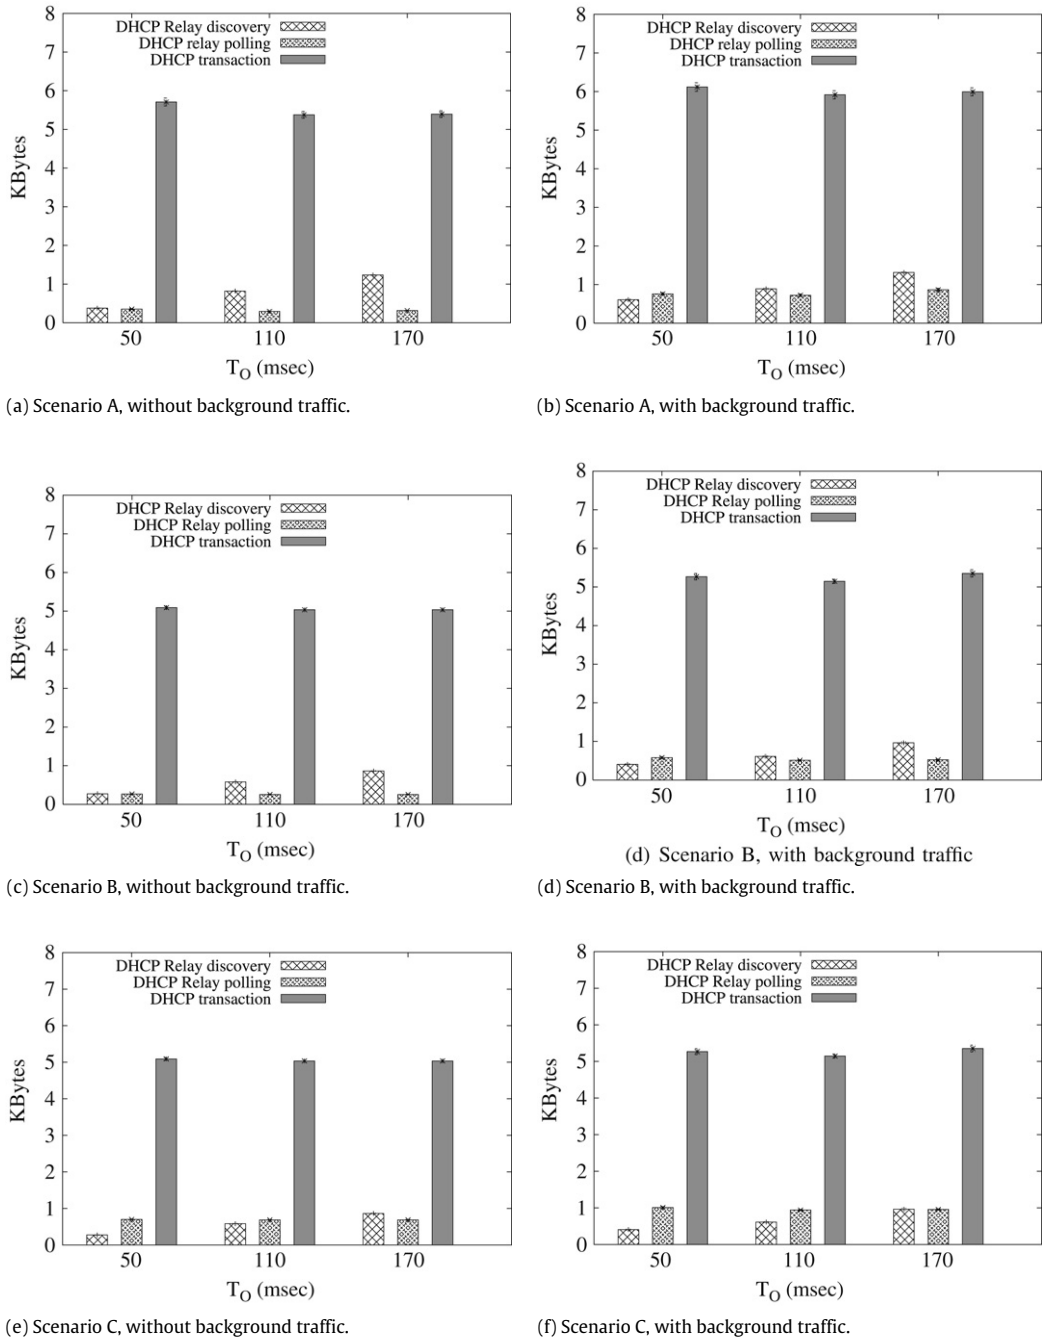 8
7
6
5
4
3
2
1
0
KBytes
DHCP Relay discovery
DHCP relay polling
DHCP transaction
50 110 170
T_O (msec)
(a) Scenario A, without background traffic.
8
7
6
5
4
3
2
1
0
KBytes
DHCP Relay discovery
DHCP relay polling
DHCP transaction
50 110 170
T_O (msec)
(b) Scenario A, with background traffic.
8
7
6
5
4
3
2
1
0
KBytes
DHCP Relay discovery
DHCP Relay polling
DHCP transaction
50 110 170
T_O (msec)
(c) Scenario B, without background traffic.
8
7
6
5
4
3
2
1
0
KBytes
DHCP Relay discovery
DHCP Relay polling
DHCP transaction
50 110 170
T_O (msec)
(d) Scenario B, with background traffic
(d) Scenario B, with background traffic.
8
7
6
5
4
3
2
1
0
KBytes
DHCP Relay discovery
DHCP Relay polling
DHCP transaction
50 110 170
T_O (msec)
(e) Scenario C, without background traffic.
8
7
6
5
4
3
2
1
0
KBytes
DHCP Relay discovery
DHCP Relay polling
DHCP transaction
50 110 170
T_O (msec)
(f) Scenario C, with background traffic.